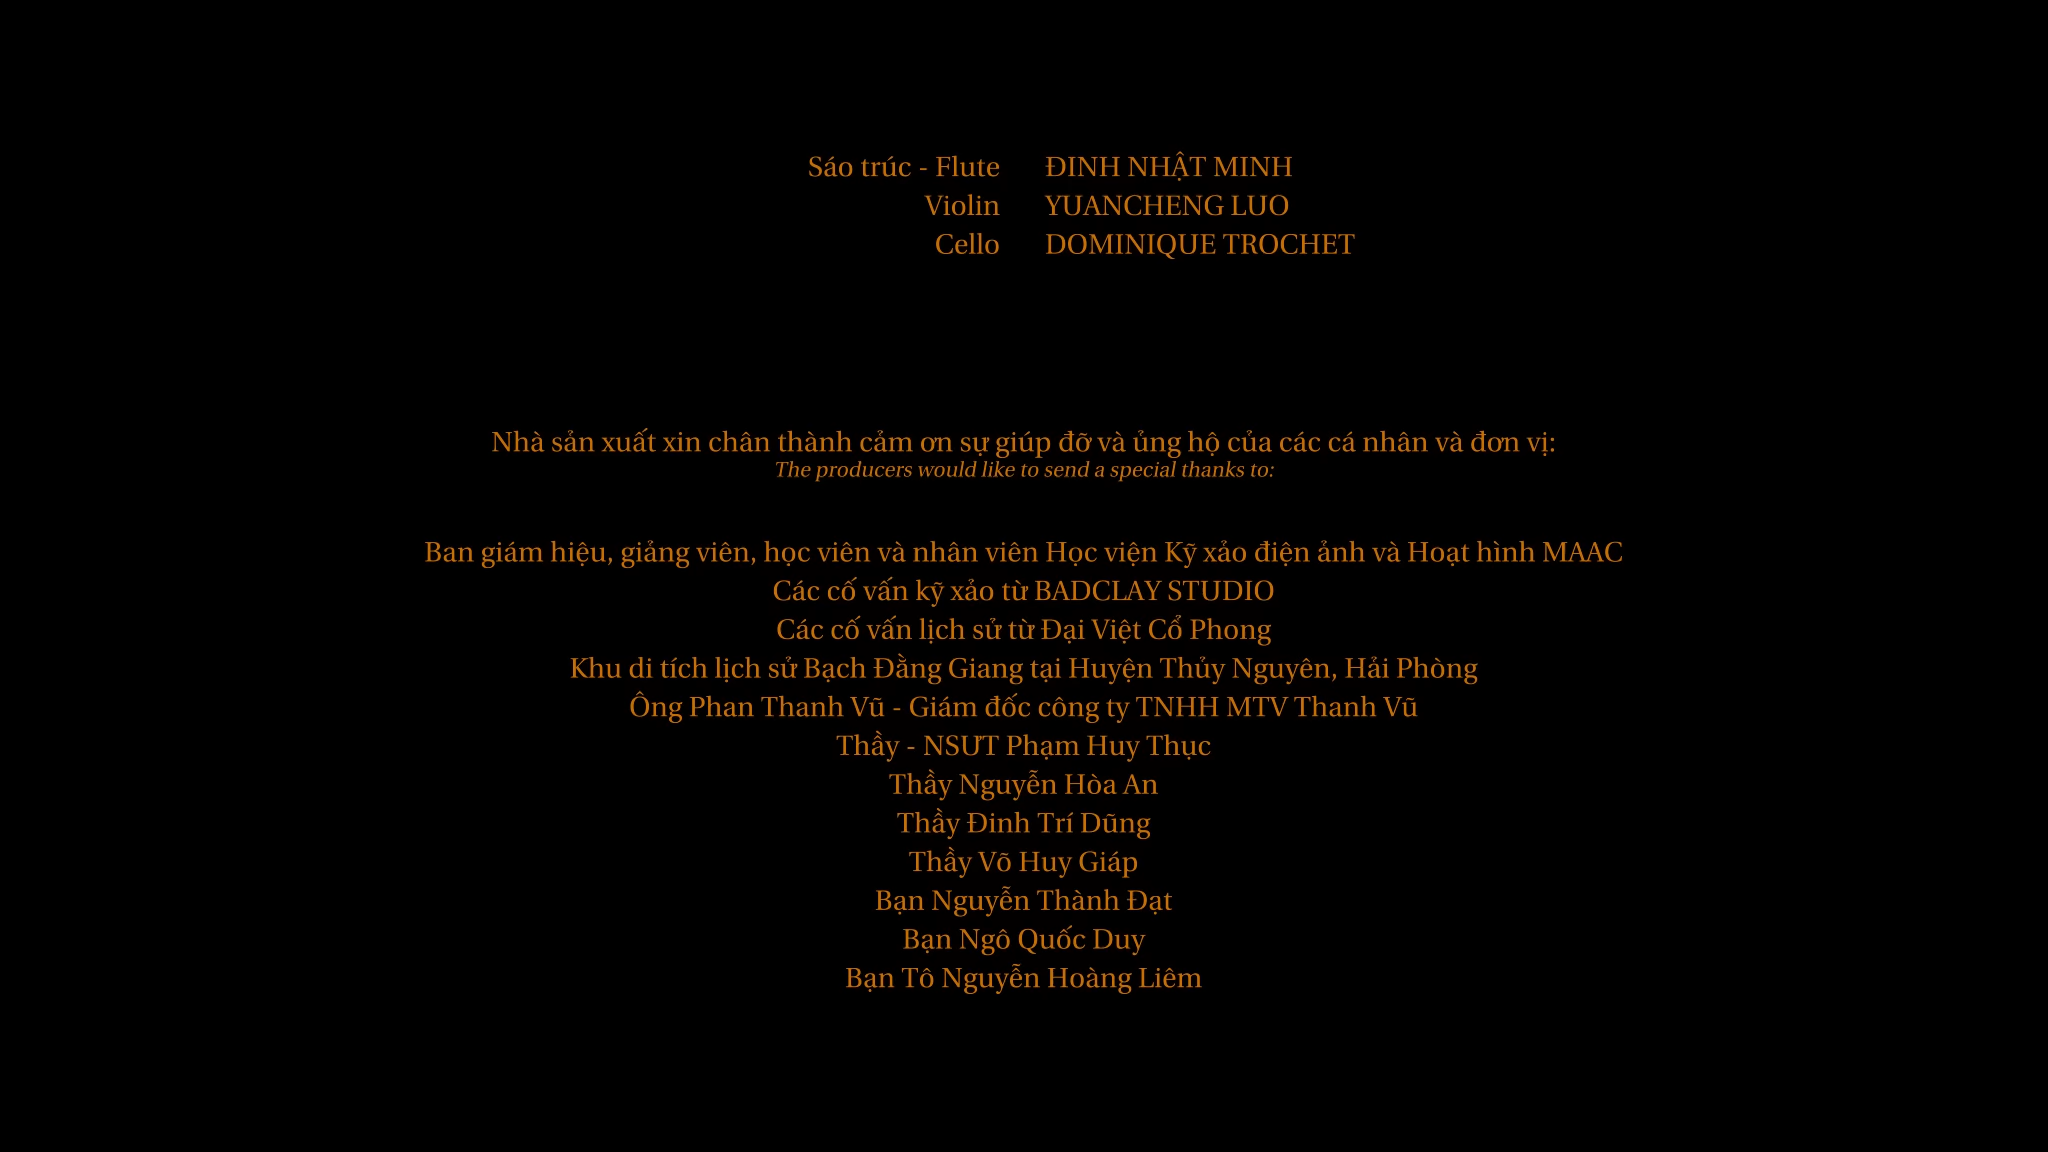 Sáo trúc - Flute ĐINH NHẬT MINH
Violin YUANCHENG LUO
Cello DOMINIQUE TROCHET
Nhà sản xuất xin chân thành cảm ơn sự giúp đỡ và ủng hộ của các cá nhân và đơn vị:
The producers would like to send a special thanks to:
Ban giám hiệu, giảng viên, học viên và nhân viên Học viện Kỹ xảo điện ảnh và Hoạt hình MAAC
Các cố vấn kỹ xảo từ BADCLAY STUDIO
Các cố vấn lịch sử từ Đại Việt Cổ Phong
Khu di tích lịch sử Bạch Đằng Giang tại Huyện Thủy Nguyên, Hải Phòng
Ông Phan Thanh Vũ - Giám đốc công ty TNHH MTV Thanh Vũ
Thầy - NSƯT Phạm Huy Thục
Thầy Nguyễn Hòa An
Thầy Đinh Trí Dũng
Thầy Võ Huy Giáp
Bạn Nguyễn Thành Đạt
Bạn Ngô Quốc Duy
Bạn Tô Nguyễn Hoàng Liêm